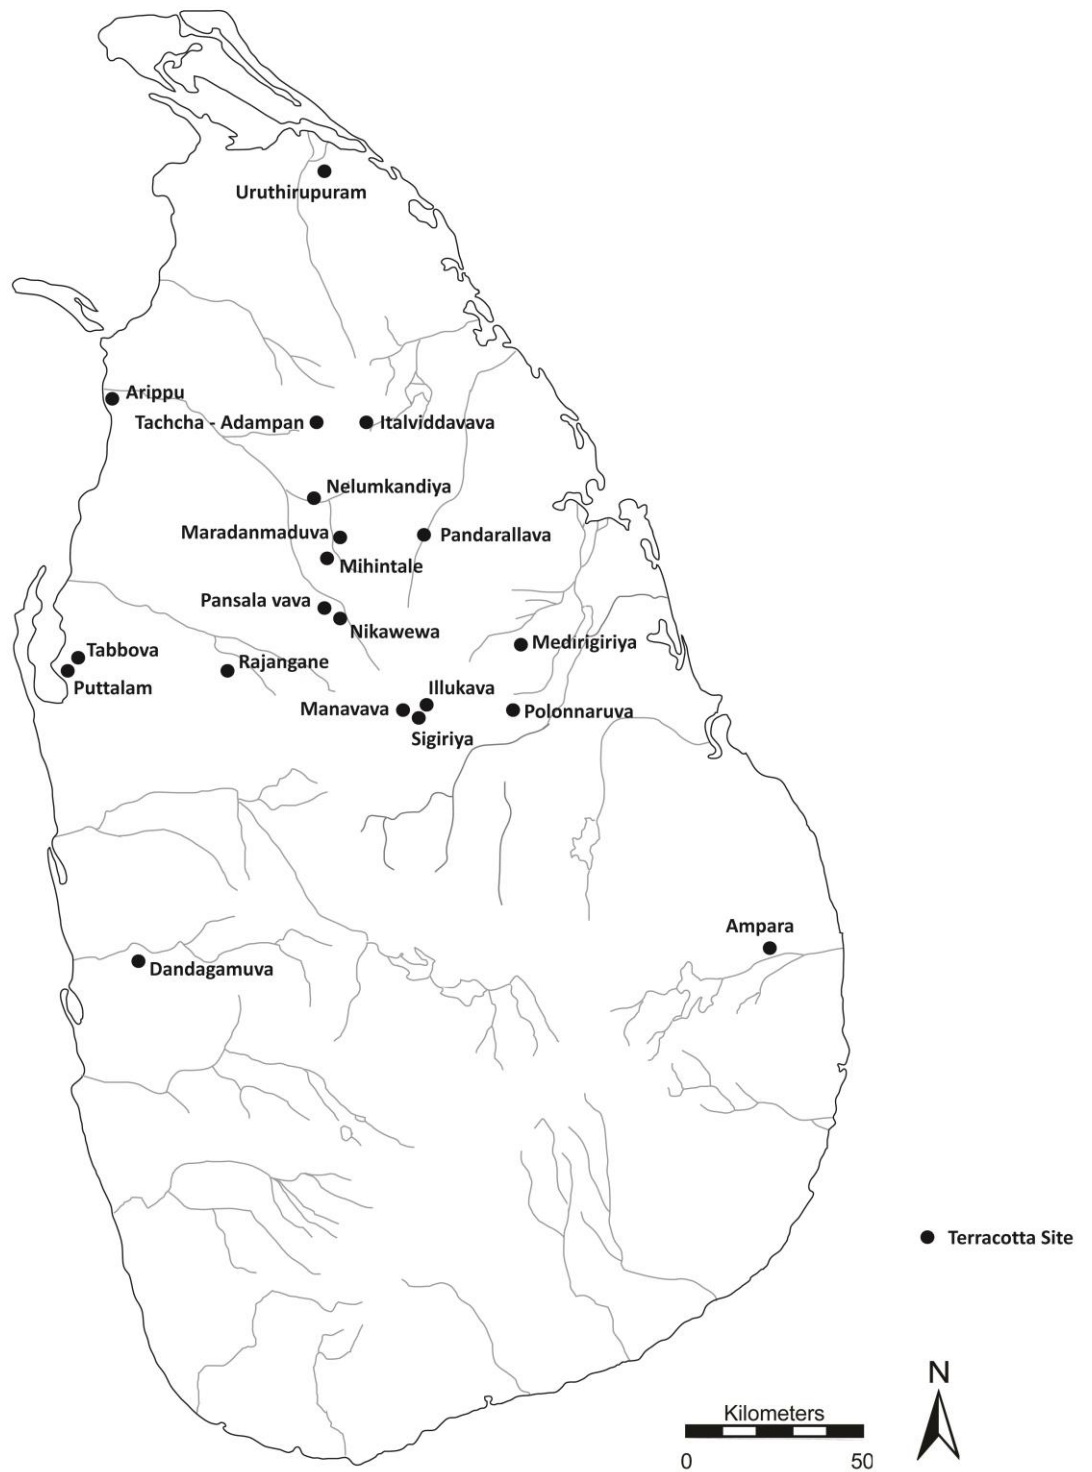 Uruthirupuram
Arippu
Tachcha - Adampan
Italviddavava
Nelumkandiya
Maradanmaduva
Pandarallava
Mihintale
Pansala vava
Nikawewa
Medirigiriya
Tabbova
Rajangane
Puttalam
Illukava
Manavava
Polonnaruva
Sigiriya
Ampara
Dandagamuva
Terracotta Site
N
Kilometers
0 50